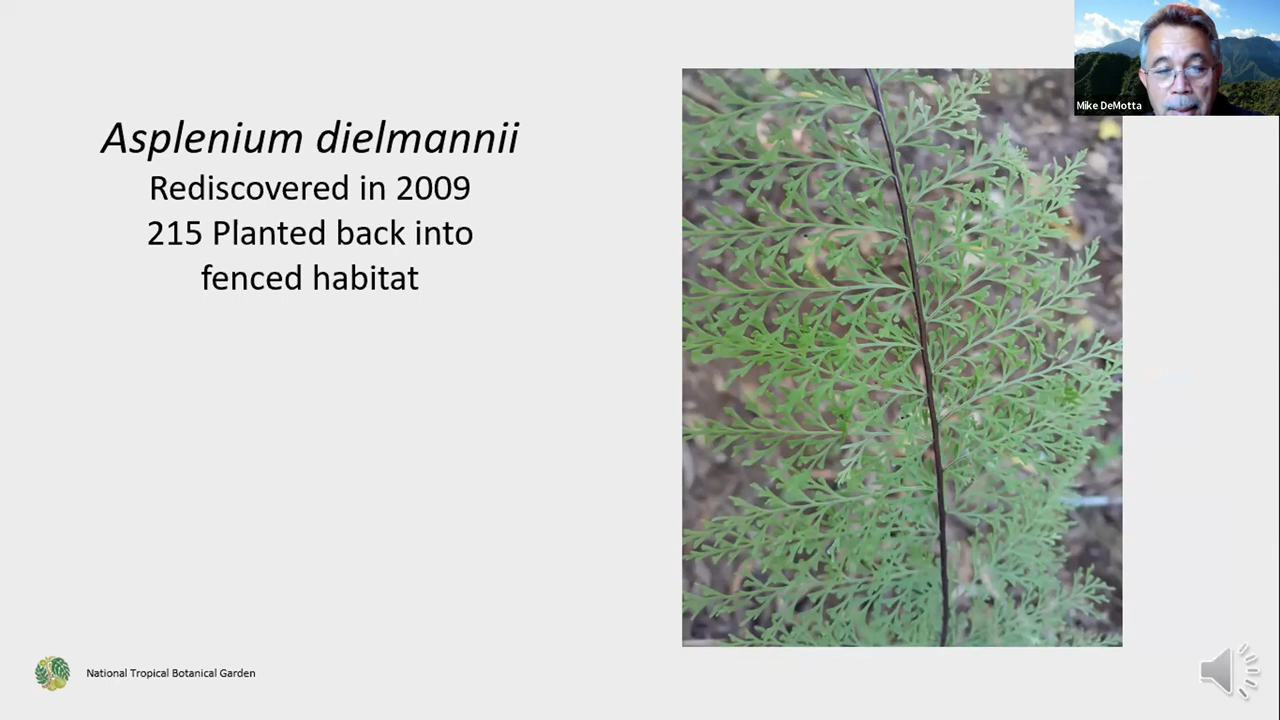 Mike DeMotta
Asplenium dielmannii
Rediscovered in 2009
215 Planted back into
fenced habitat
National Tropical Botanical Garden